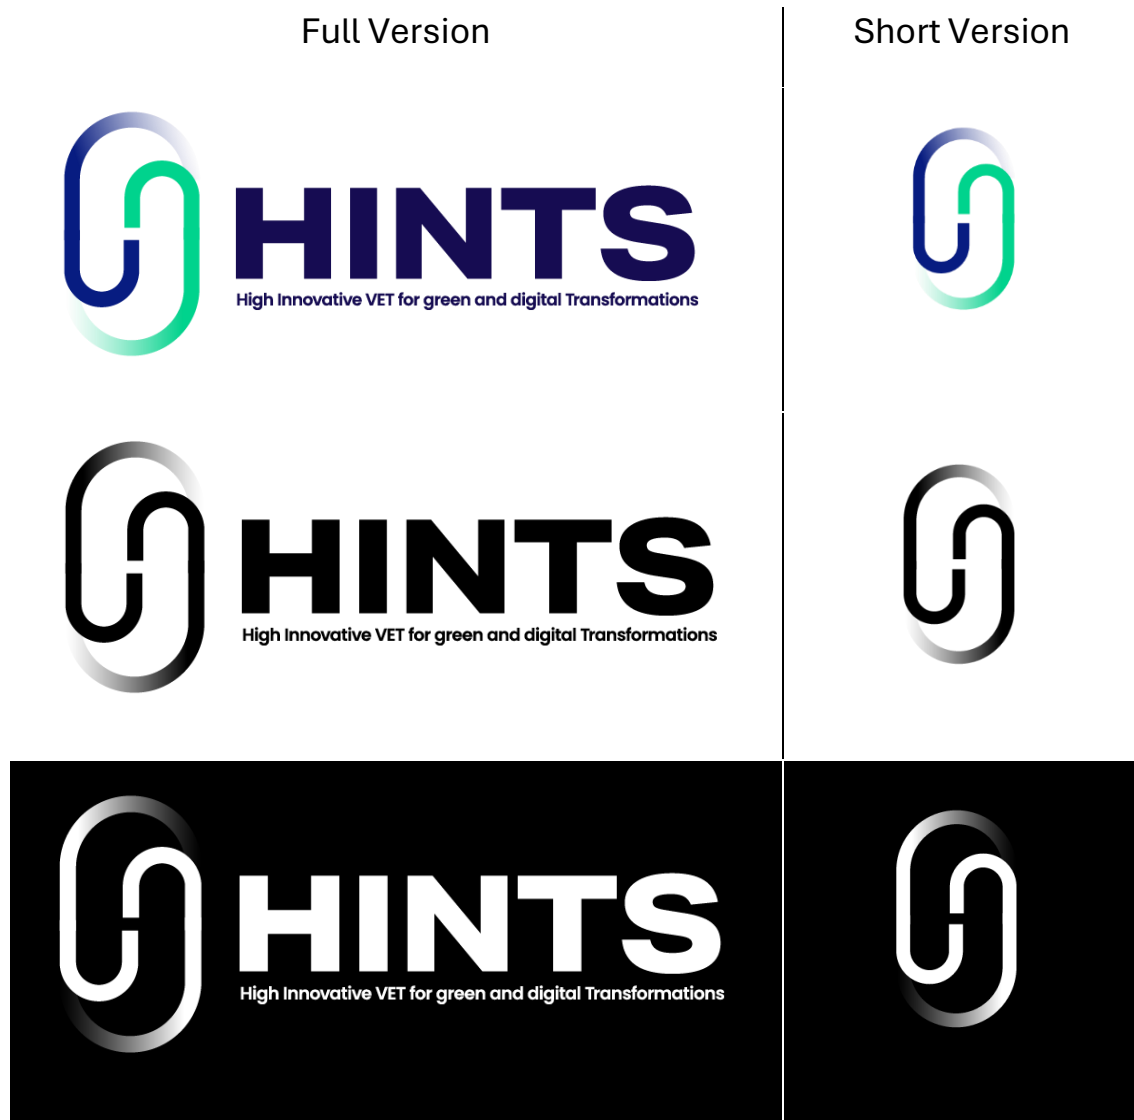 Full Version
Short Version
HINTS
High Innovative VET for green and digital Transformations
HINTS
High Innovative VET for green and digital Transformations
HINTS
High Innovative VET for green and digital Transformations